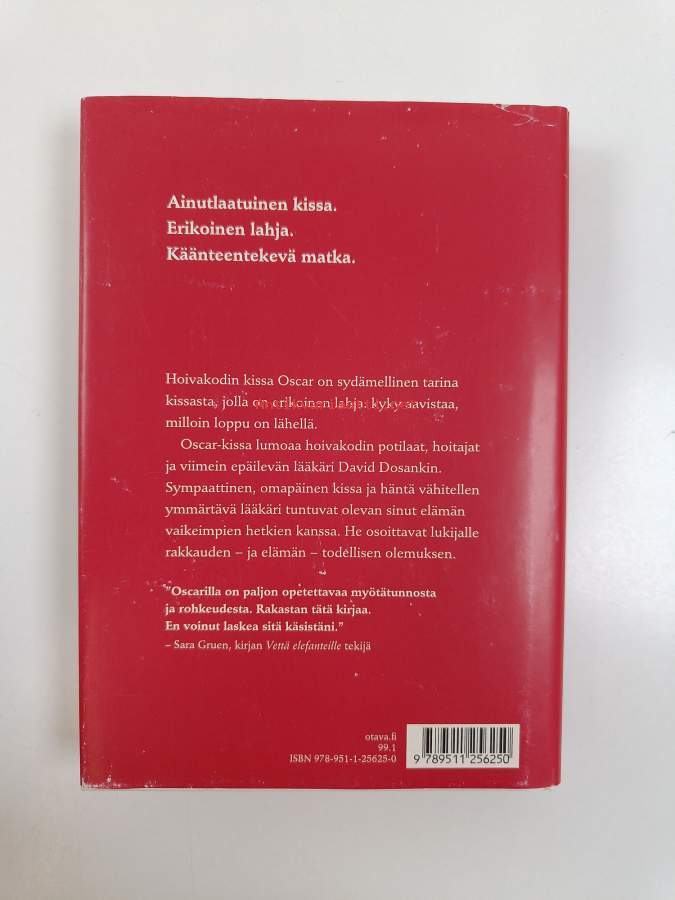 Ainutlaatuinen kissa.
Erikoinen lahja.
Käänteentekevä matka.
Hoivakodin kissa Oscar on sydämellinen tarina
kissasta, jolla on erikoinen lahja: kyky aavistaa,
milloin loppu on lähellä.
Oscar-kissa lumoaa hoivakodin potilaat, hoitajat
ja viimein epäilevän lääkäri David Dosankin.
Sympaattinen, omapäinen kissa ja häntä vähitellen
ymmärtävä lääkäri tuntuvat olevan sinut elämän
vaikeimpien hetkien kanssa. He osoittavat lukijalle
rakkauden – ja elämän – todellisen olemuksen.
”Oscarilla on paljon opetettavaa myötätunnosta
ja rohkeudesta. Rakastan tätä kirjaa.
En voinut laskea sitä käsistäni.”
– Sara Gruen, kirjan Vettä elefanteille tekijä
otava.fi
99.1
ISBN 978-951-1-25625-0
9 789511 256250